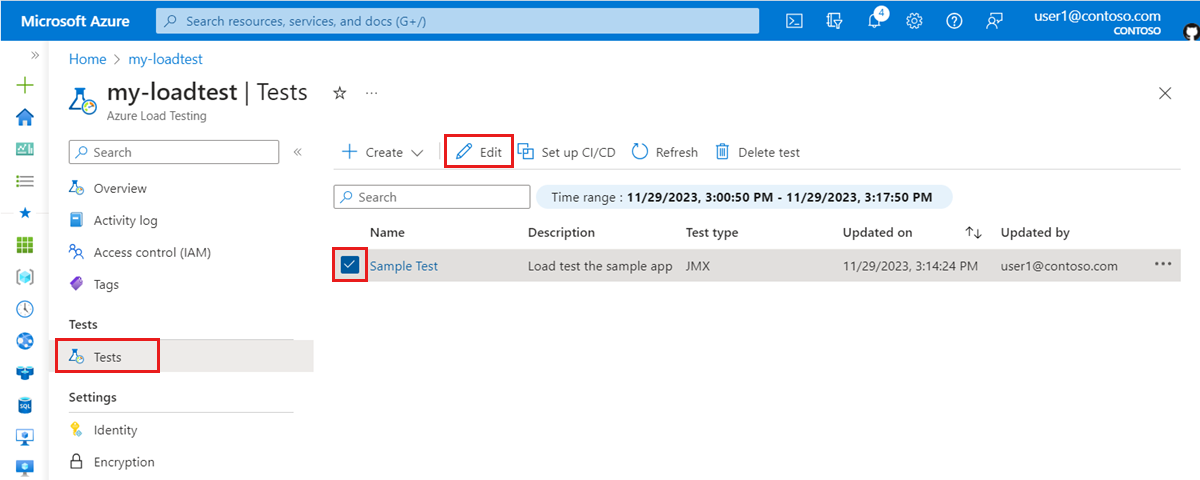 Microsoft Azure
Search resources, services, and docs (G+/)
4
user1@contoso.com
CONTOSO
Home > my-loadtest
my-loadtest | Tests
Azure Load Testing
Search
Overview
Activity log
Access control (IAM)
Tags
Tests
Tests
Settings
Identity
Encryption
Create
Edit
Set up CI/CD
Refresh
Delete test
Search
Time range : 11/29/2023, 3:00:50 PM - 11/29/2023, 3:17:50 PM
Name Description Test type Updated on Updated by
Sample Test Load test the sample app JMX 11/29/2023, 3:14:24 PM user1@contoso.com